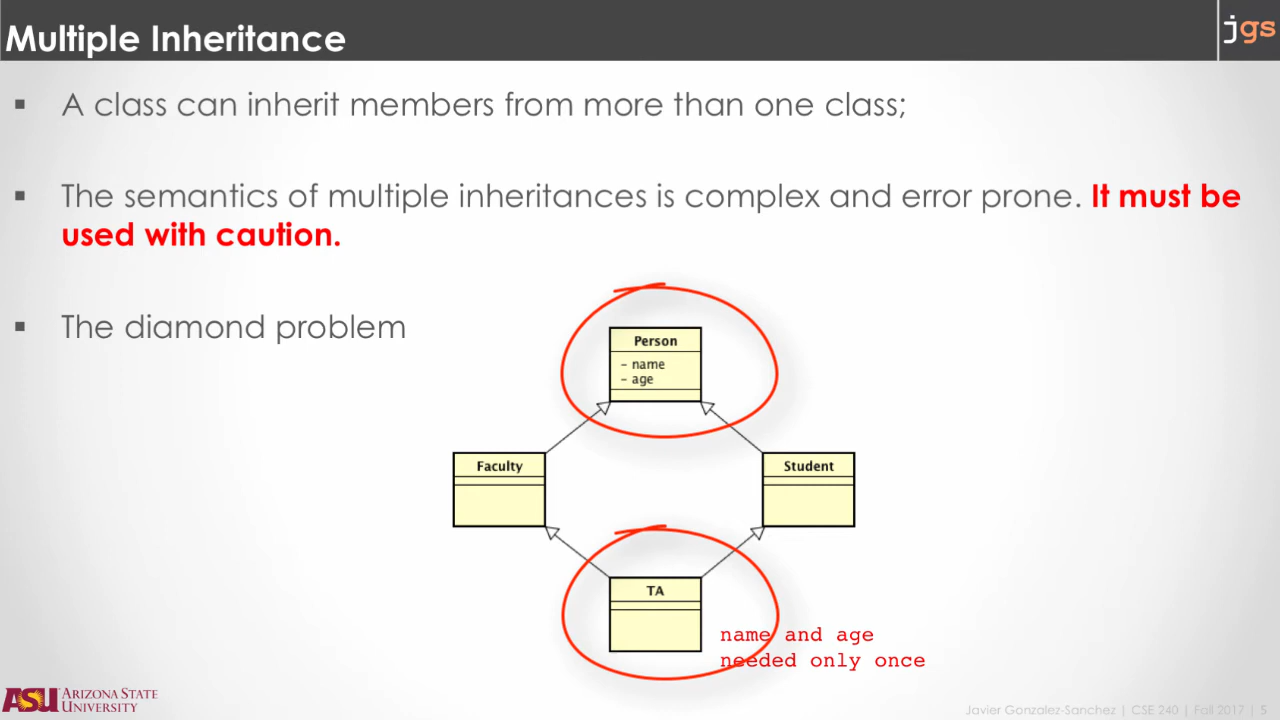 Multiple Inheritance
jgs
▪ A class can inherit members from more than one class;
▪ The semantics of multiple inheritances is complex and error prone. It must be
used with caution.
▪ The diamond problem
Person
- name
- age
Faculty
Student
TA
name and age
needed only once
ASU ARIZONA STATE
UNIVERSITY
Javier Gonzalez-Sanchez | CSE 240 | Fall 2017 | 5